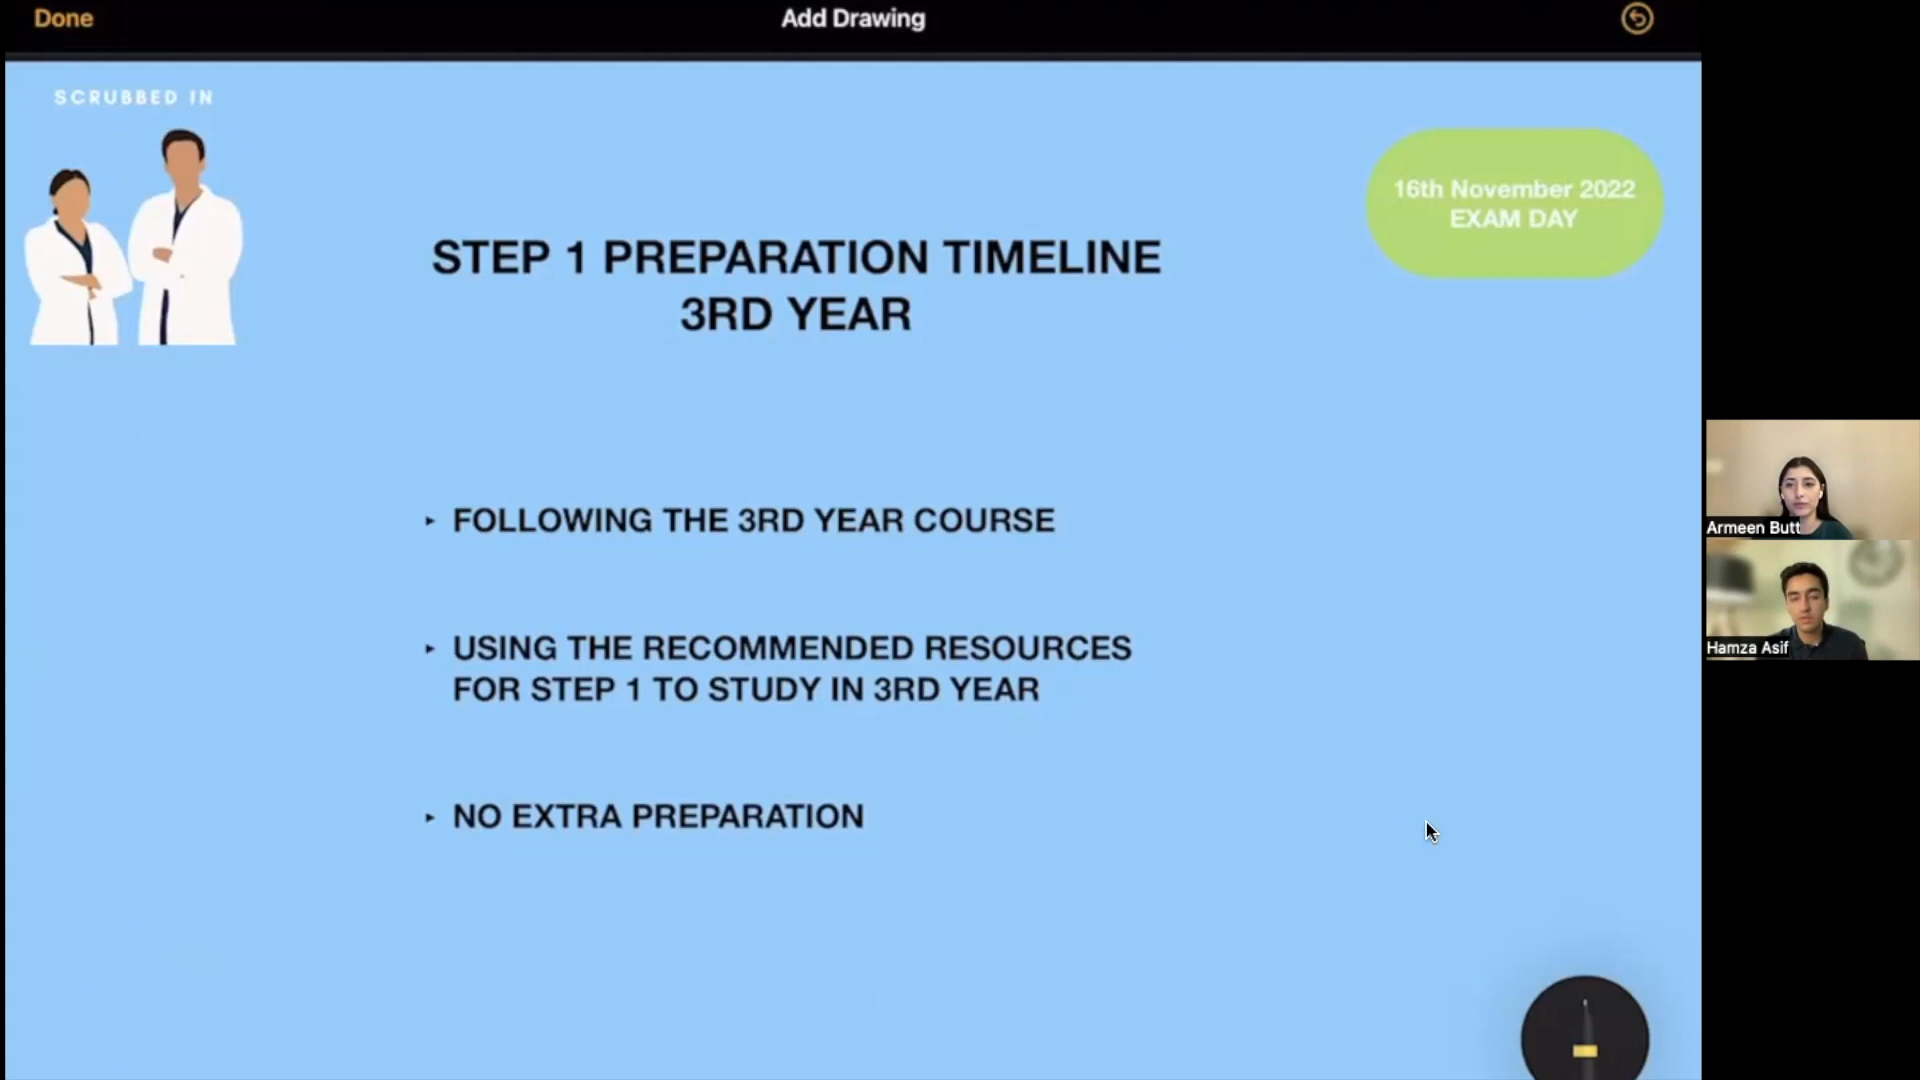 Done
Add Drawing
SCRUBBED IN
16th November 2022
EXAM DAY
STEP 1 PREPARATION TIMELINE
3RD YEAR
‣ FOLLOWING THE 3RD YEAR COURSE
‣ USING THE RECOMMENDED RESOURCES
FOR STEP 1 TO STUDY IN 3RD YEAR
‣ NO EXTRA PREPARATION
Armeen Butt
Hamza Asif